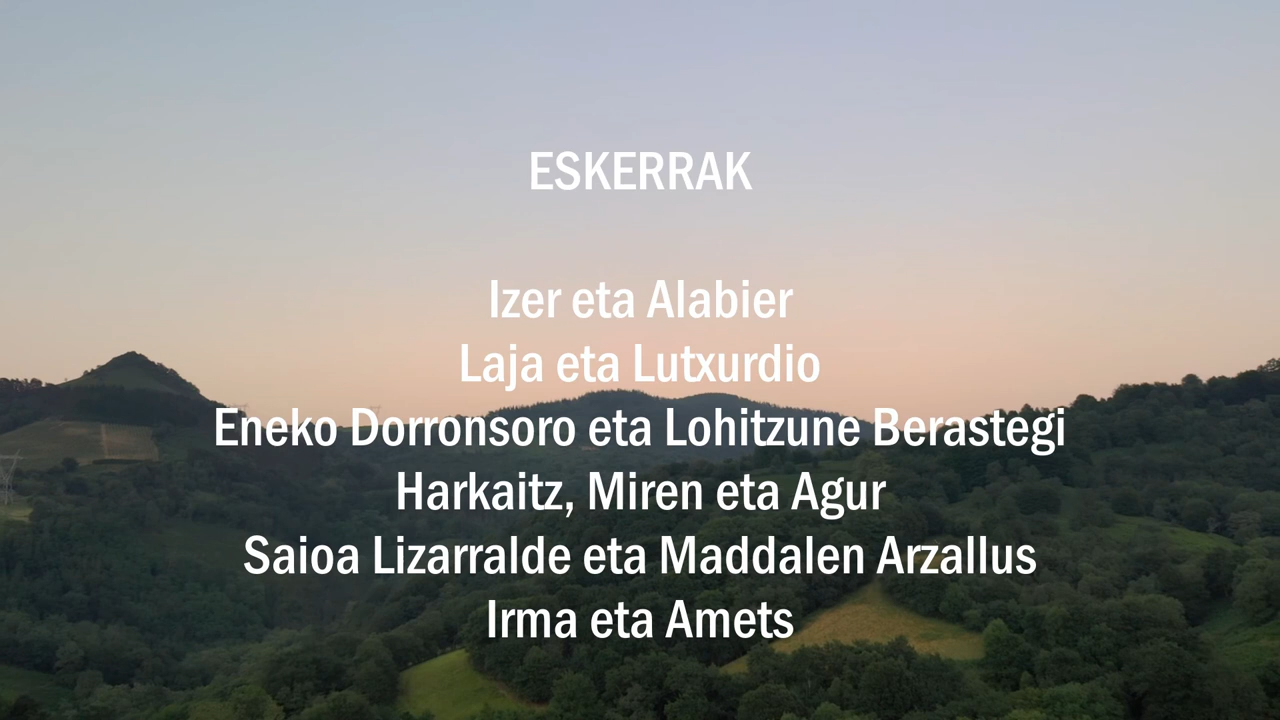 ESKERRAK
Izer eta Alabier
Laja eta Lutxurdio
Eneko Dorronsoro eta Lohitzune Berastegi
Harkaitz, Miren eta Agur
Saioa Lizarralde eta Maddalen Arzallus
Irma eta Amets